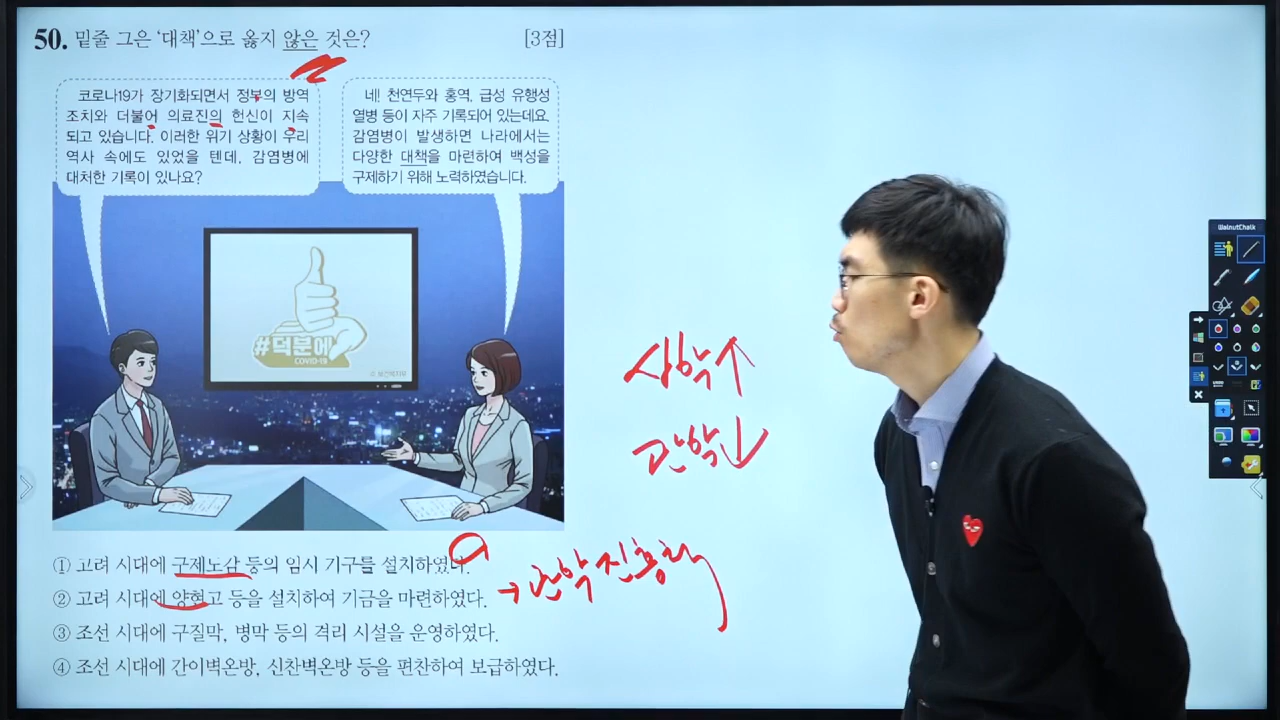 50. 밑줄 그은 '대책'으로 옳지 않은 것은? [3점]
코로나19가 장기화되면서 정부의 방역
조치와 더불어 의료진의 헌신이 지속
되고 있습니다. 이러한 위기 상황이 우리
역사 속에도 있었을 텐데, 감염병에
대처한 기록이 있나요?
네! 천연두와 홍역, 급성 유행성
열병 등이 자주 기록되어 있는데요.
감염병이 발생하면 나라에서는
다양한 대책을 마련하여 백성을
구제하기 위해 노력하였습니다.
#덕분에
COVID-19
사학↑
관학↓
① 고려 시대에 구제도감 등의 임시 기구를 설치하였다.
② 고려 시대에 양현고 등을 설치하여 기금을 마련하였다.
→관학진흥책
③ 조선 시대에 구질막, 병막 등의 격리 시설을 운영하였다.
④ 조선 시대에 간이벽온방, 신찬벽온방 등을 편찬하여 보급하였다.
WalnutChalk